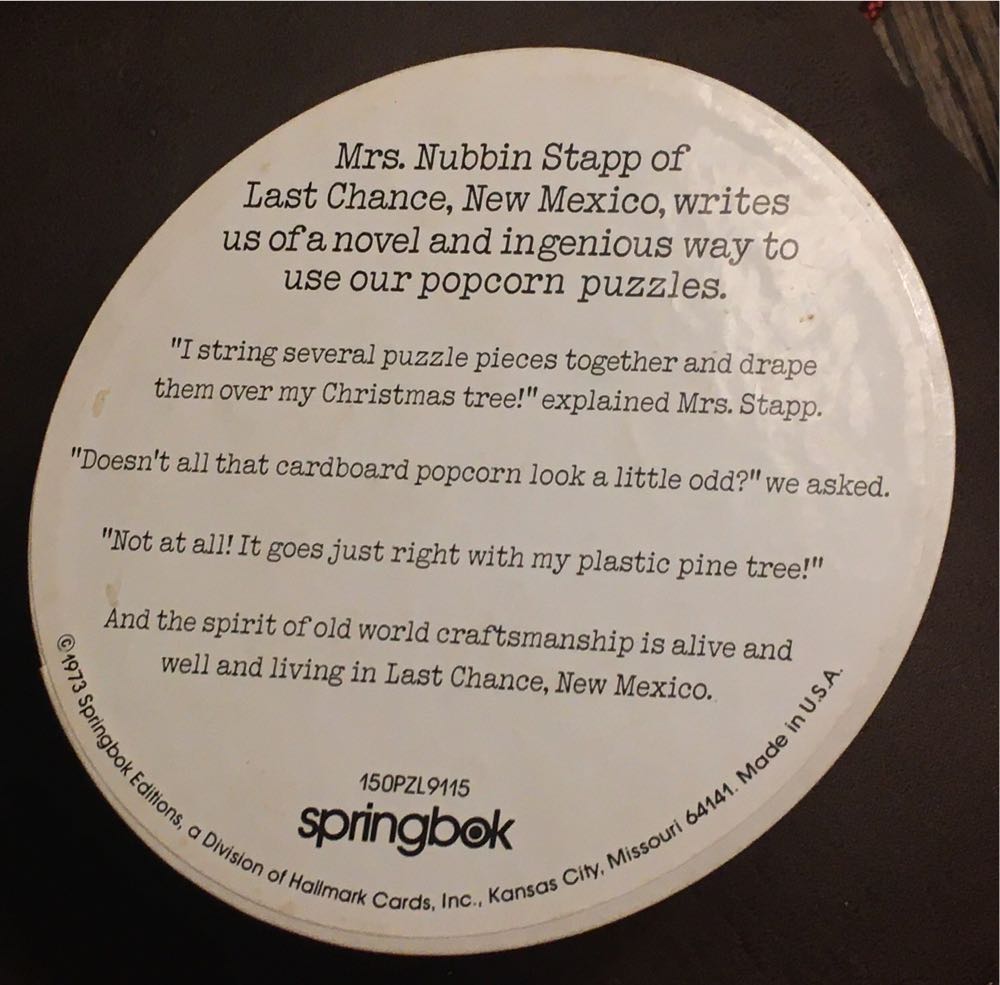 Mrs. Nubbin Stapp of
Last Chance, New Mexico, writes
us of a novel and ingenious way to
use our popcorn puzzles.
"I string several puzzle pieces together and drape
them over my Christmas tree!" explained Mrs. Stapp.
"Doesn't all that cardboard popcorn look a little odd?" we asked.
"Not at all! It goes just right with my plastic pine tree!"
And the spirit of old world craftsmanship is alive and
well and living in Last Chance, New Mexico.
150PZL9115
springbok
©1973 Springbok Editions, a Division of Hallmark Cards, Inc., Kansas City, Missouri 64141. Made in U.S.A.